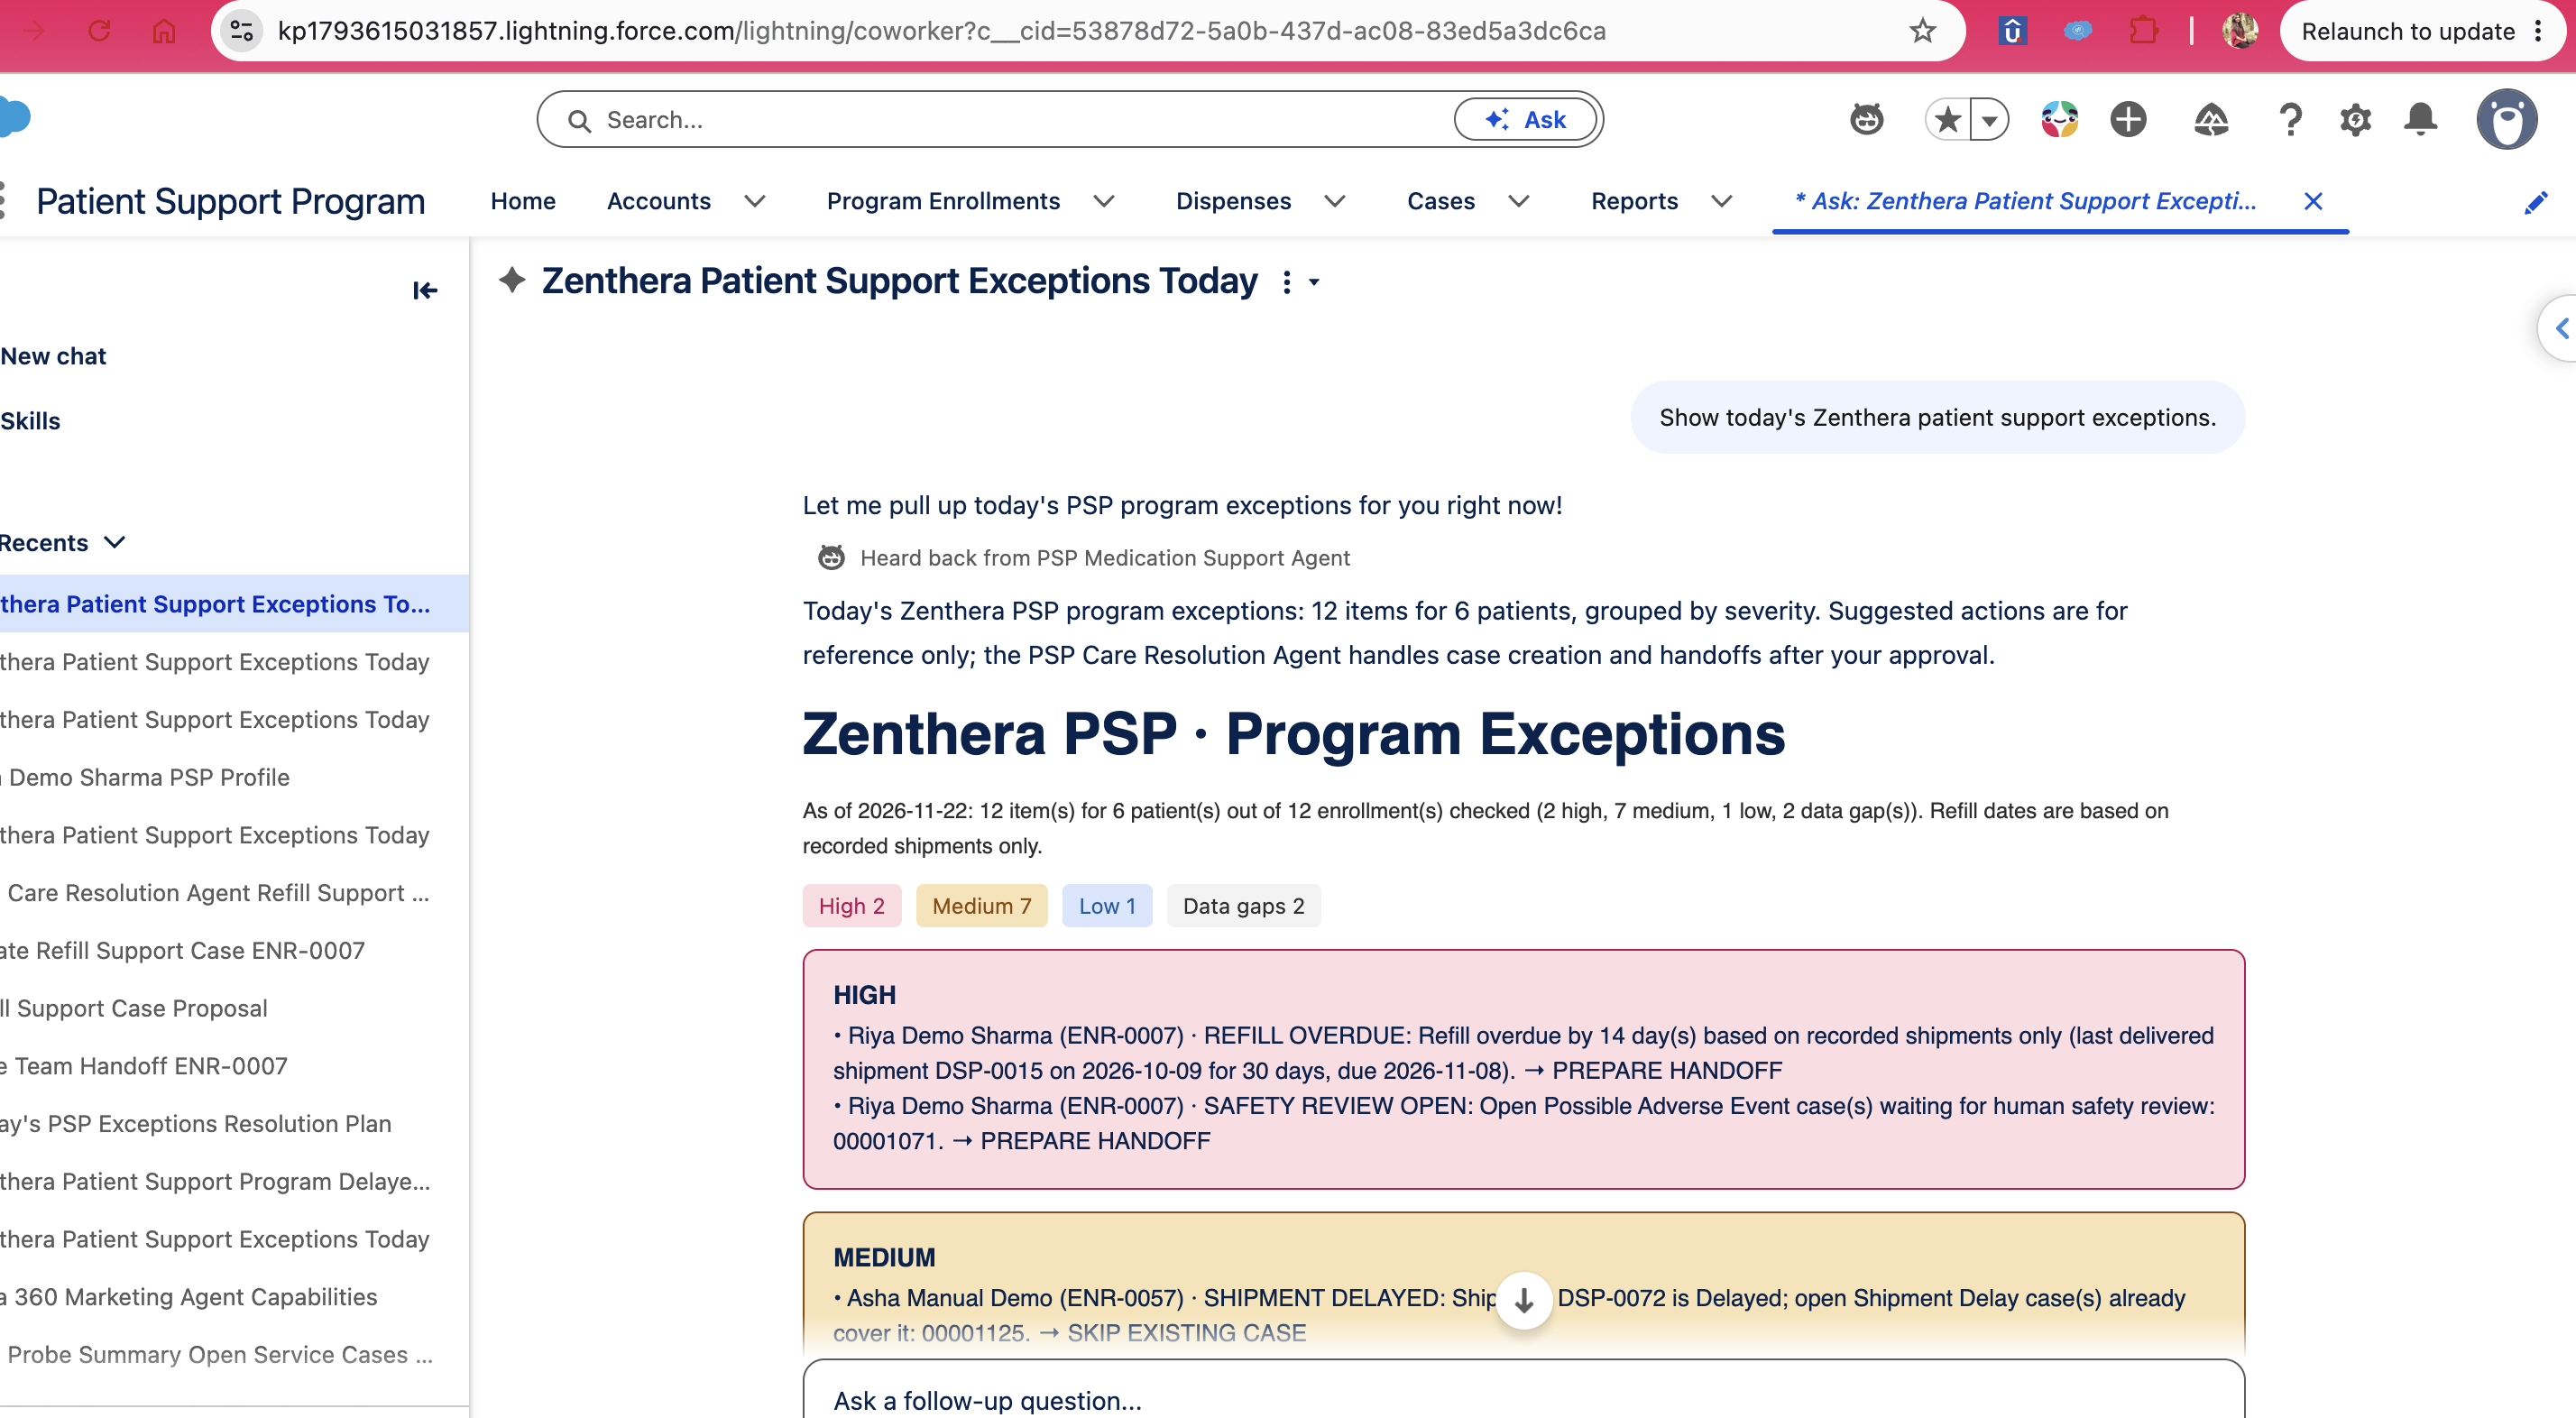 kp1793615031857.lightning.force.com/lightning/coworker?c__cid=53878d72-5a0b-437d-ac08-83ed5a3dc6ca
Relaunch to update
Search...
Ask
Patient Support Program
Home
Accounts
Program Enrollments
Dispenses
Cases
Reports
* Ask: Zenthera Patient Support Excepti...
Zenthera Patient Support Exceptions Today
New chat
Skills
Recents
thera Patient Support Exceptions To...
thera Patient Support Exceptions Today
thera Patient Support Exceptions Today
Demo Sharma PSP Profile
thera Patient Support Exceptions Today
Care Resolution Agent Refill Support ...
ate Refill Support Case ENR-0007
ll Support Case Proposal
e Team Handoff ENR-0007
ay's PSP Exceptions Resolution Plan
thera Patient Support Program Delaye...
thera Patient Support Exceptions Today
a 360 Marketing Agent Capabilities
Probe Summary Open Service Cases ...
Show today's Zenthera patient support exceptions.
Let me pull up today's PSP program exceptions for you right now!
Heard back from PSP Medication Support Agent
Today's Zenthera PSP program exceptions: 12 items for 6 patients, grouped by severity. Suggested actions are for
reference only; the PSP Care Resolution Agent handles case creation and handoffs after your approval.
Zenthera PSP · Program Exceptions
As of 2026-11-22: 12 item(s) for 6 patient(s) out of 12 enrollment(s) checked (2 high, 7 medium, 1 low, 2 data gap(s)). Refill dates are based on
recorded shipments only.
High 2
Medium 7
Low 1
Data gaps 2
HIGH
• Riya Demo Sharma (ENR-0007) · REFILL OVERDUE: Refill overdue by 14 day(s) based on recorded shipments only (last delivered
shipment DSP-0015 on 2026-10-09 for 30 days, due 2026-11-08). → PREPARE HANDOFF
• Riya Demo Sharma (ENR-0007) · SAFETY REVIEW OPEN: Open Possible Adverse Event case(s) waiting for human safety review:
00001071. → PREPARE HANDOFF
MEDIUM
• Asha Manual Demo (ENR-0057) · SHIPMENT DELAYED: Ship DSP-0072 is Delayed; open Shipment Delay case(s) already
cover it: 00001125. → SKIP EXISTING CASE
Ask a follow-up question...